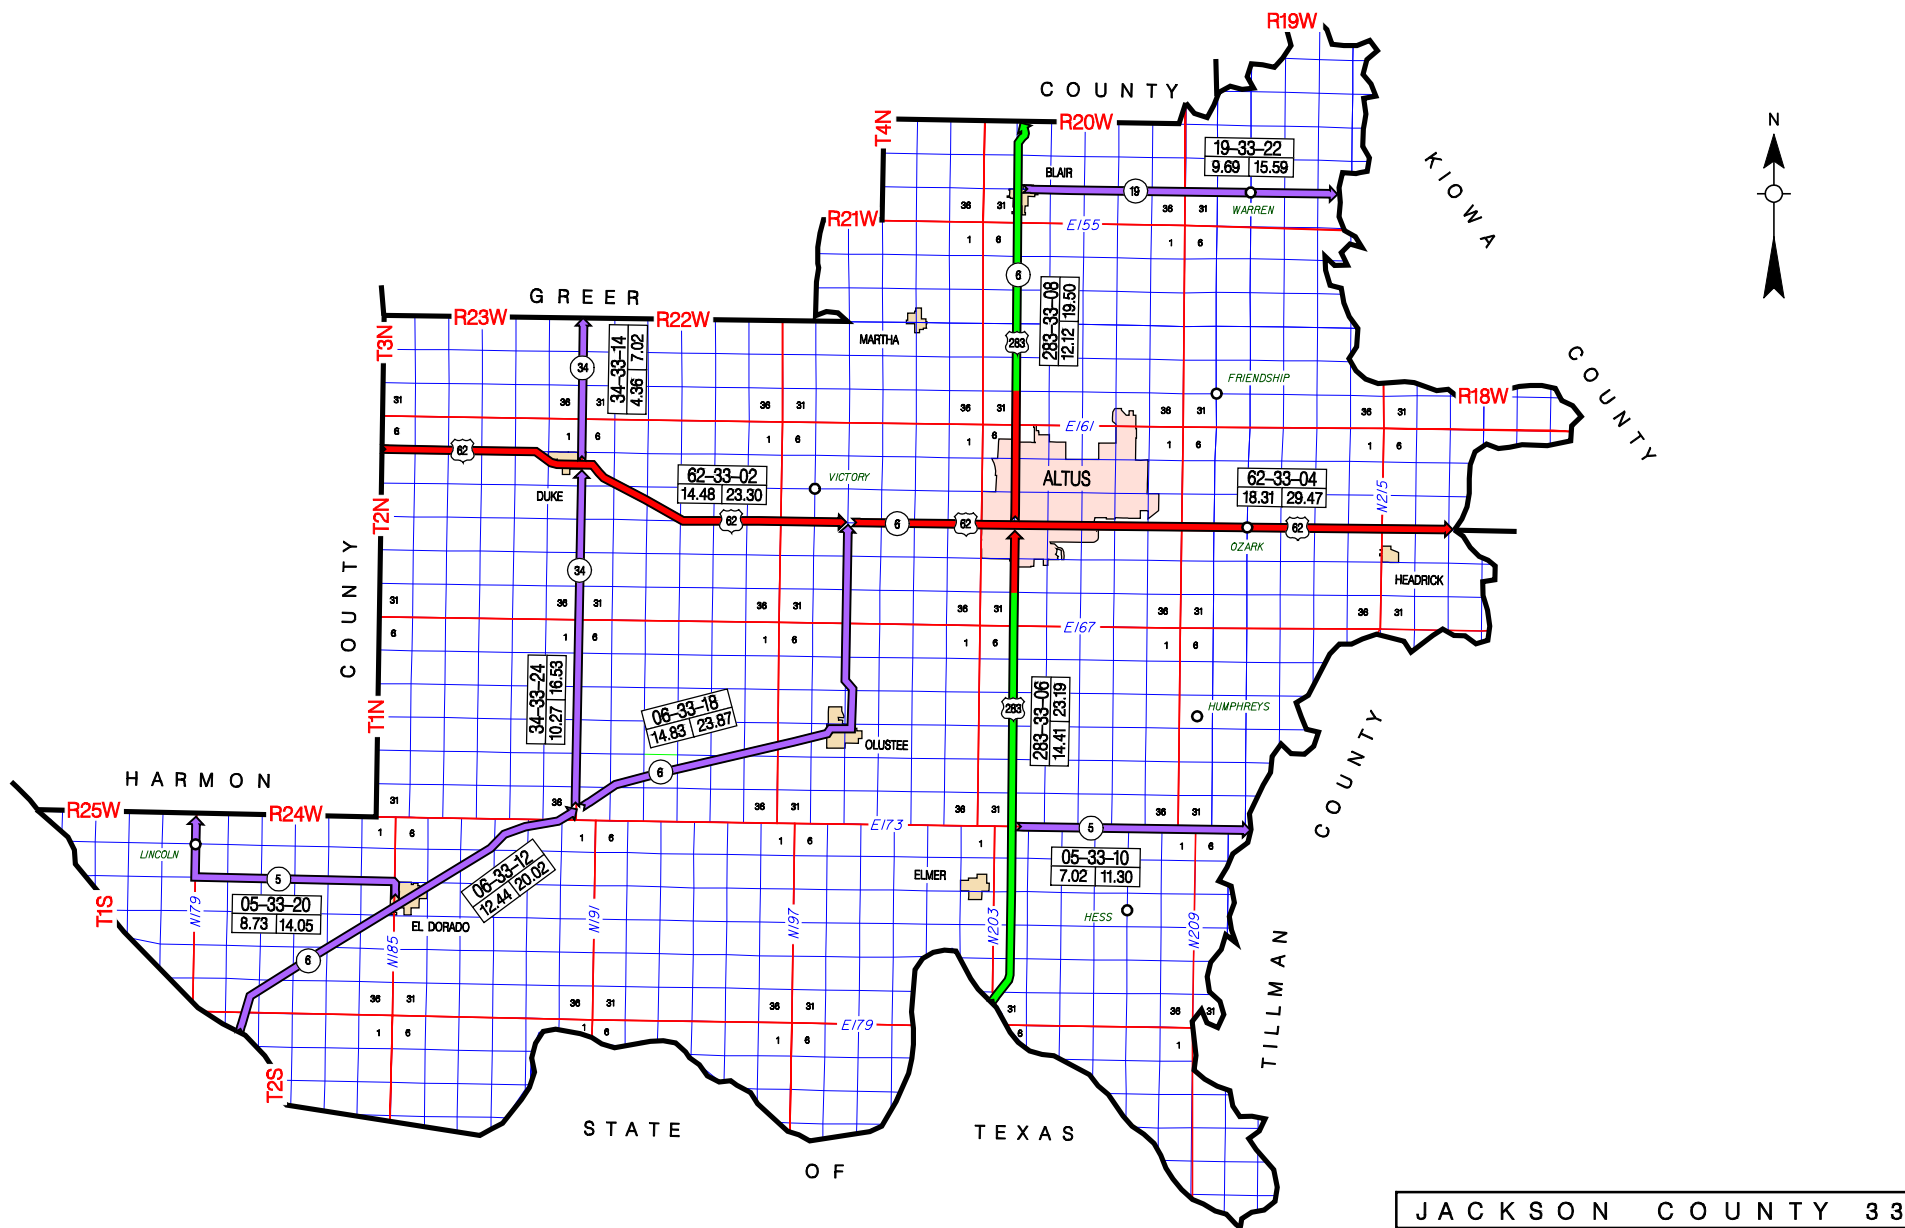 R19W
COUNTY
N
T4N
R20W
19-33-22
9.69 15.59
KIOWA
BLAIR
19
WARREN
36 31
36 31
R21W
E155
1 6
1 6
6
283-33-08
12.12 19.50
GREER
R23W
R22W
34-33-14
4.36 7.02
MARTHA
283
T3N
34
FRIENDSHIP
COUNTY
R18W
31
36 31
36 31
36 31
36 31
36 31
E161
6
1 6
1 6
1 6
1 6
1 6
62
DUKE
62-33-02
14.48 23.30
VICTORY
ALTUS
62-33-04
18.31 29.47
N215
T2N
62
6
62
62
OZARK
HEADRICK
COUNTY
34
31
36 31
36 31
36 31
36 31
36 31
E167
6
1 6
1 6
1 6
1 6
34-33-24
10.27 16.53
06-33-18
14.83 23.87
283
283-33-06
14.41 23.19
HUMPHREYS
T1N
OLUSTEE
COUNTY
HARMON
6
R25W
R24W
31
36
36 31
36 31
36 31
E173
1 6
1 6
1 6
1
1 6
5
LINCOLN
05-33-10
7.02 11.30
5
06-33-12
12.44 20.02
ELMER
05-33-20
8.73 14.05
T1S
N179
N185
EL DORADO
N191
N197
N203
HESS
N209
6
TILLMAN
36 31
36 31
36 31
31
36 31
E179
1 6
1 6
1 6
6
1
T2S
STATE
OF
TEXAS
JACKSON COUNTY 33